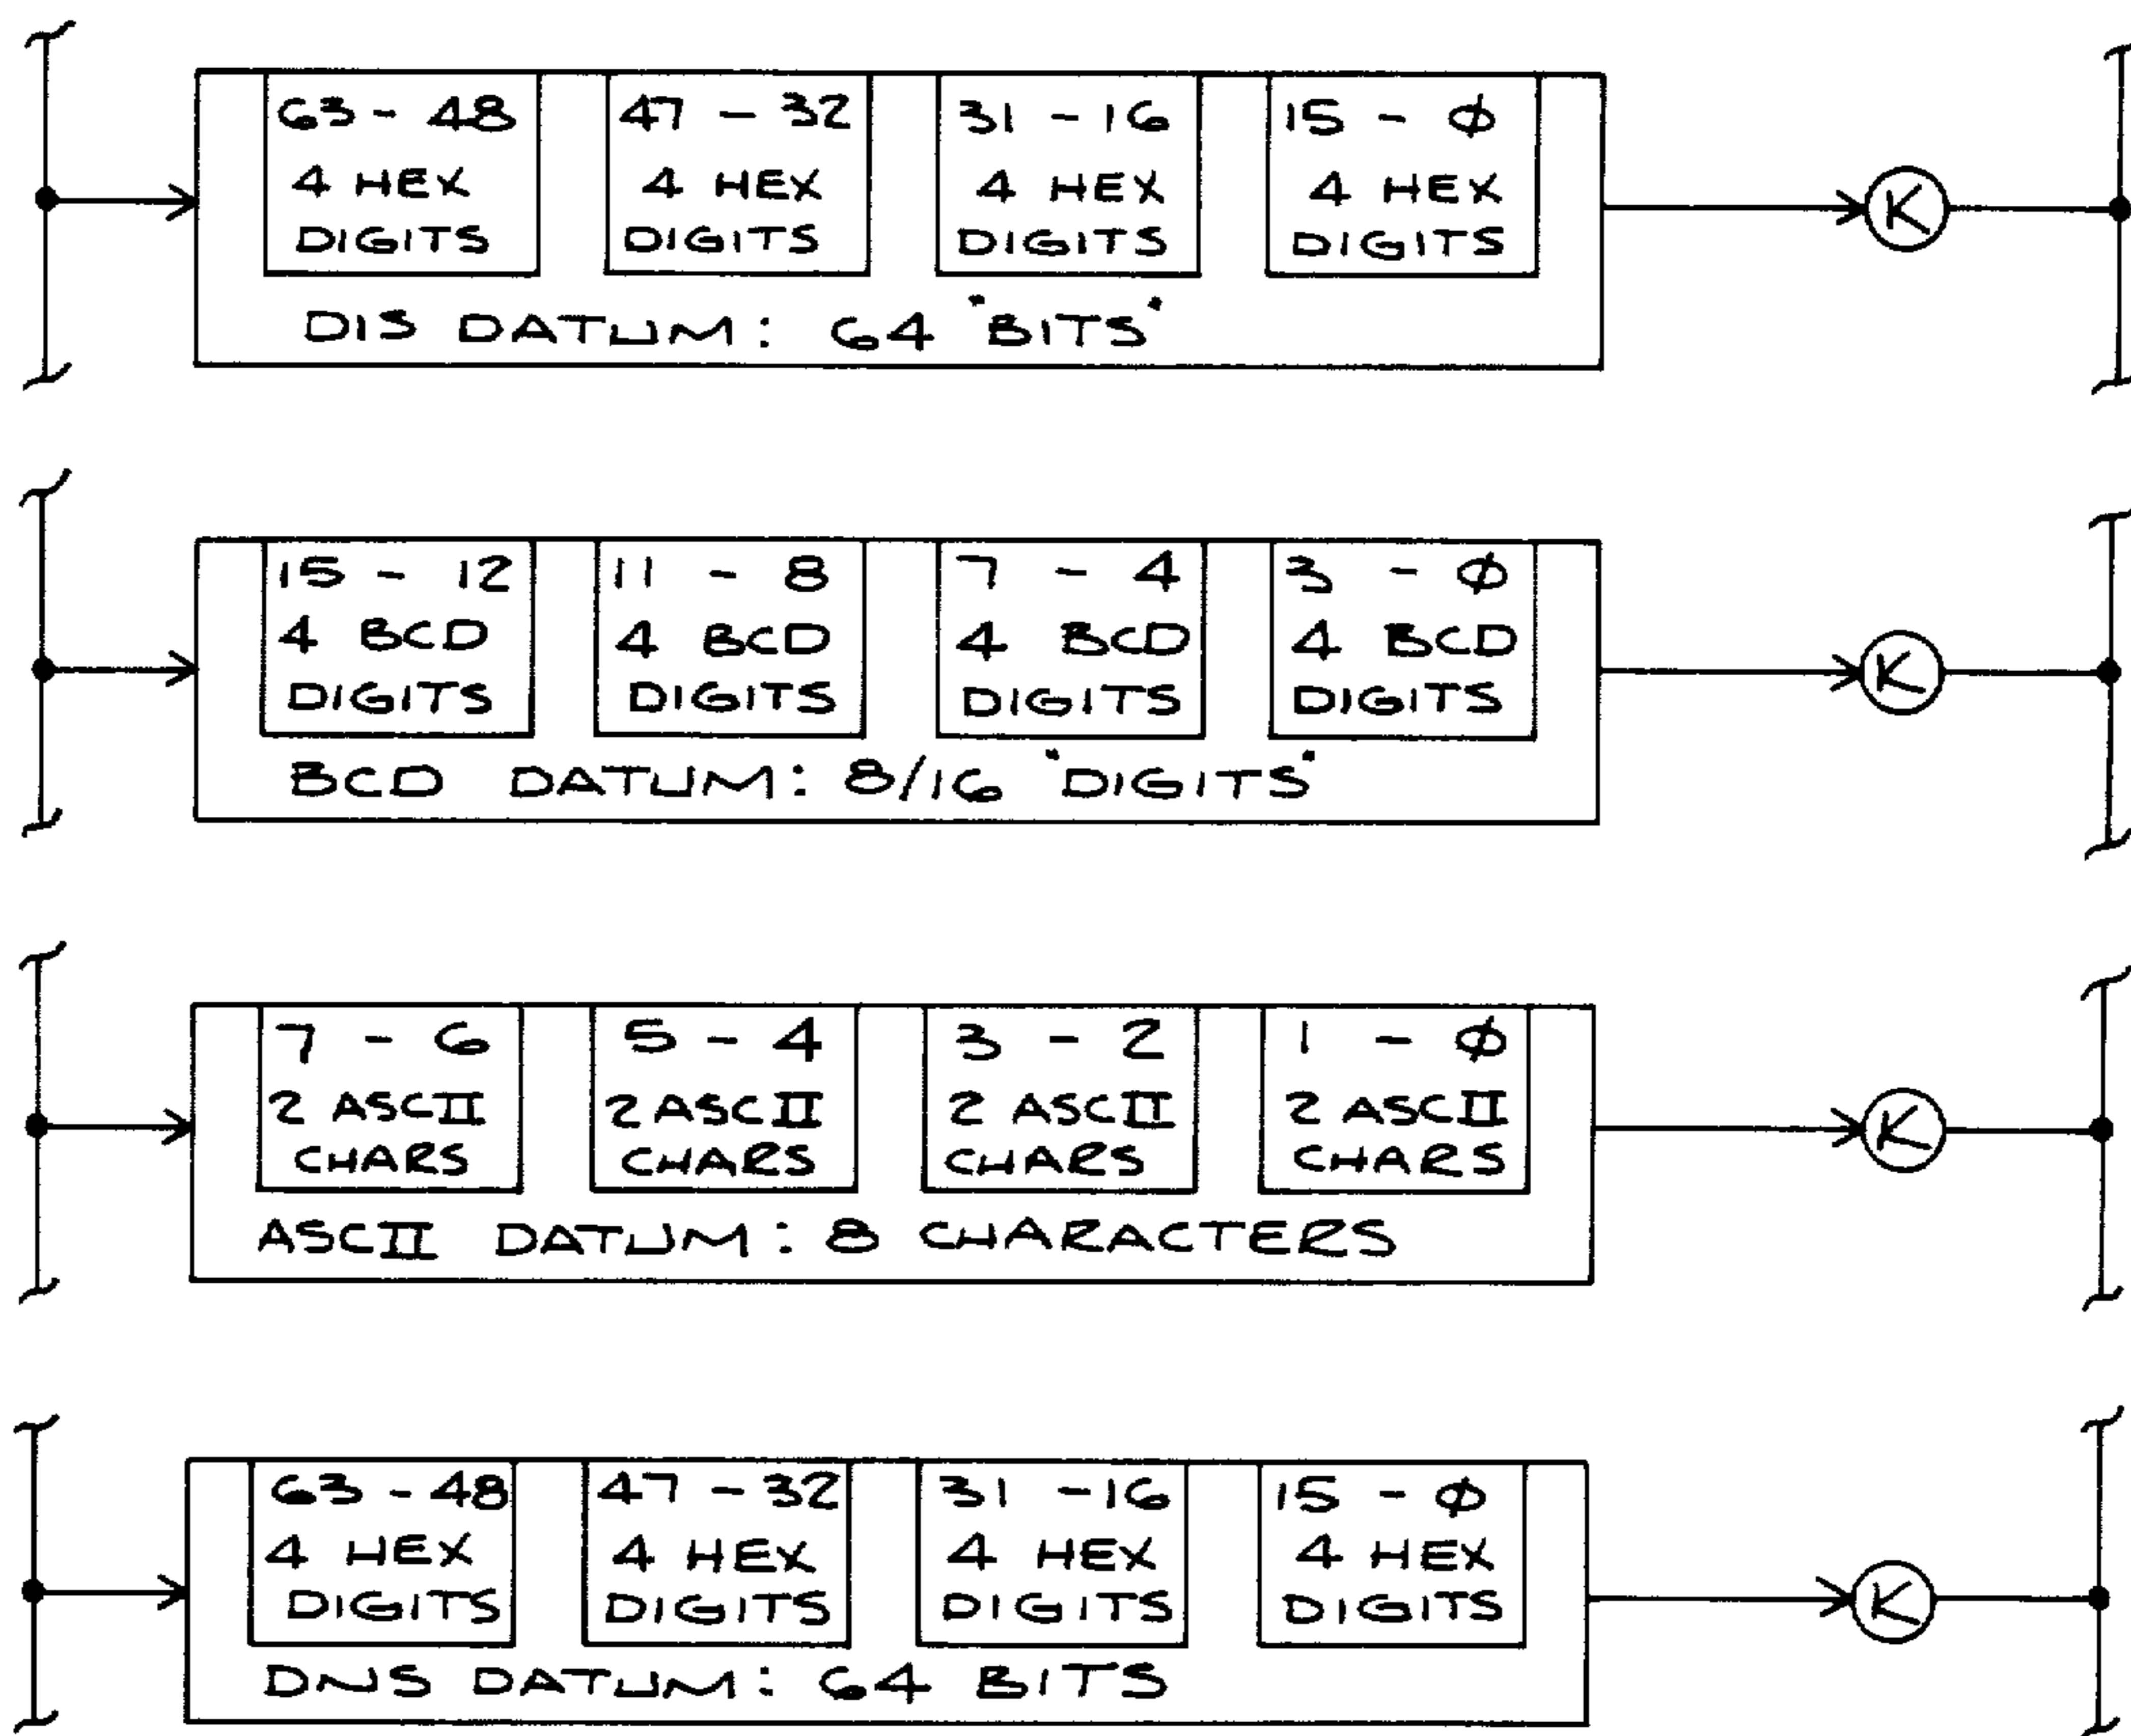 63 - 48
4 HEX
DIGITS
47 - 32
4 HEX
DIGITS
31 - 16
4 HEX
DIGITS
15 - φ
4 HEX
DIGITS
DIS DATUM: 64 "BITS"
K
15 - 12
4 BCD
DIGITS
11 - 8
4 BCD
DIGITS
7 - 4
4 BCD
DIGITS
3 - φ
4 BCD
DIGITS
BCD DATUM: 8/16 "DIGITS"
K
7 - 6
2 ASCII
CHARS
5 - 4
2 ASCII
CHARS
3 - 2
2 ASCII
CHARS
1 - φ
2 ASCII
CHARS
ASCII DATUM: 8 CHARACTERS
K
63 - 48
4 HEX
DIGITS
47 - 32
4 HEX
DIGITS
31 - 16
4 HEX
DIGITS
15 - φ
4 HEX
DIGITS
DNS DATUM: 64 BITS
K